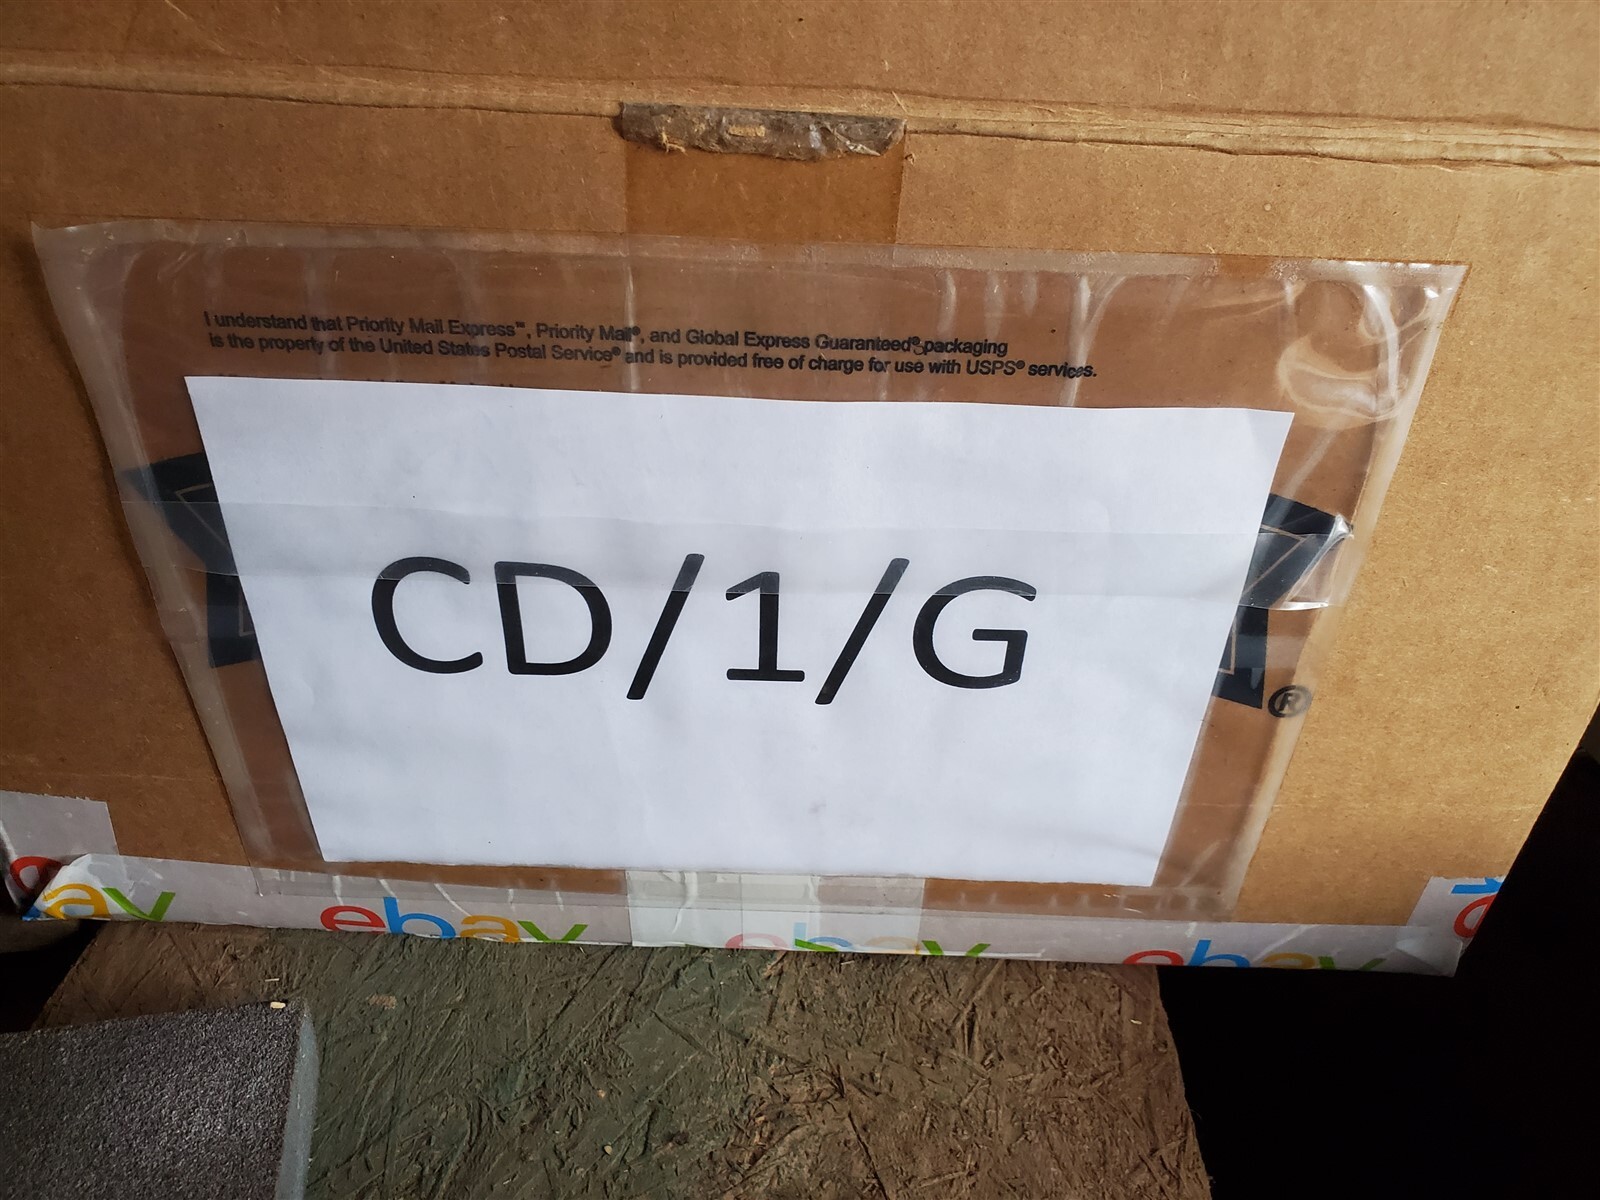 I understand that Priority Mail Express™, Priority Mail®, and Global Express Guaranteed® packaging
is the property of the United States Postal Service® and is provided free of charge for use with USPS® services.
CD/1/G
®
ebay ebay ebay ebay